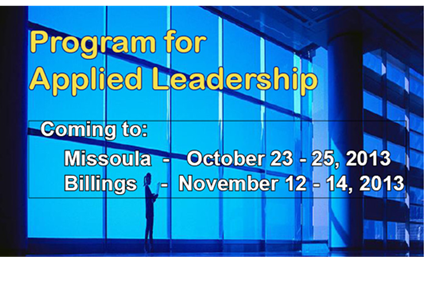 Program for
Applied Leadership
Coming to:
Missoula - October 23 - 25, 2013
Billings - November 12 - 14, 2013